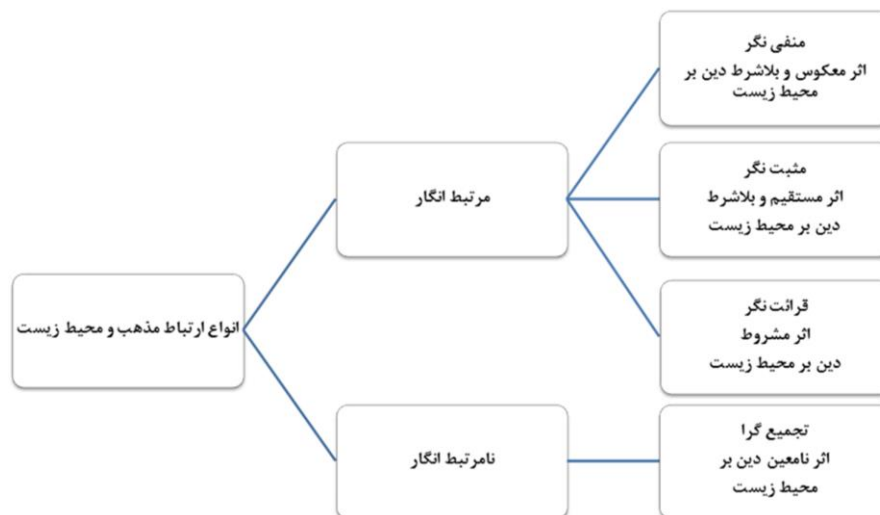 منفی نگر
اثر معکوس و بلاشرط دین بر
محیط زیست
مثبت نگر
اثر مستقیم و بلاشرط
دین بر محیط زیست
مرتبط انگار
قرائت نگر
اثر مشروط
دین بر محیط زیست
انواع ارتباط مذهب و محیط زیست
تجمیع گرا
اثر نامعین دین بر
محیط زیست
نامرتبط انگار